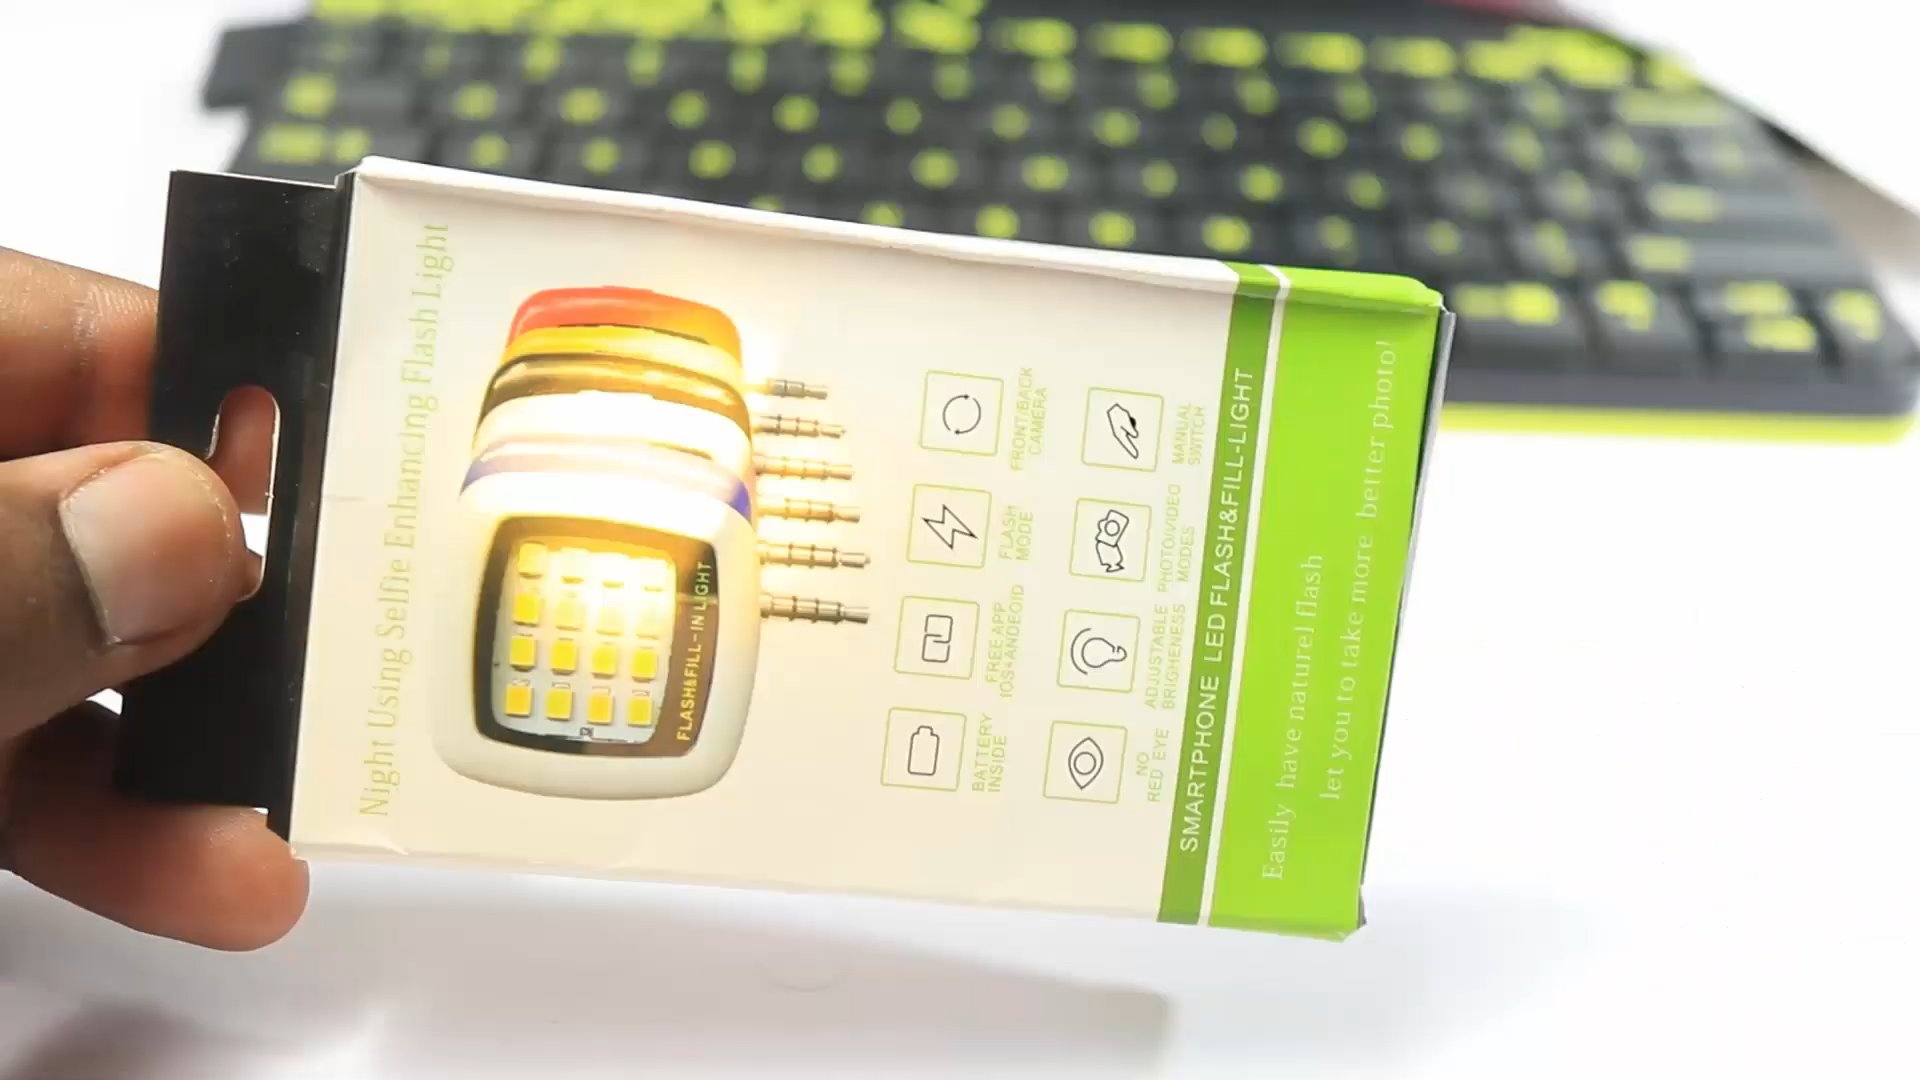 Night Using Selfie Enhancing Flash Light
FLASH&FILL-IN LIGHT
FRONT/BACK
CAMERA
FLASH
MODE
FREE APP
IOS+ANDEOID
BATTERY
INSIDE
MANUAL
SWITCH
PHOTO/VIDEO
MODES
ADJUSTABLE
BRIGHENESS
NO
RED EYE
SMARTPHONE LED FLASH&FILL-LIGHT
Easily have naturel flash
let you to take more better photo!